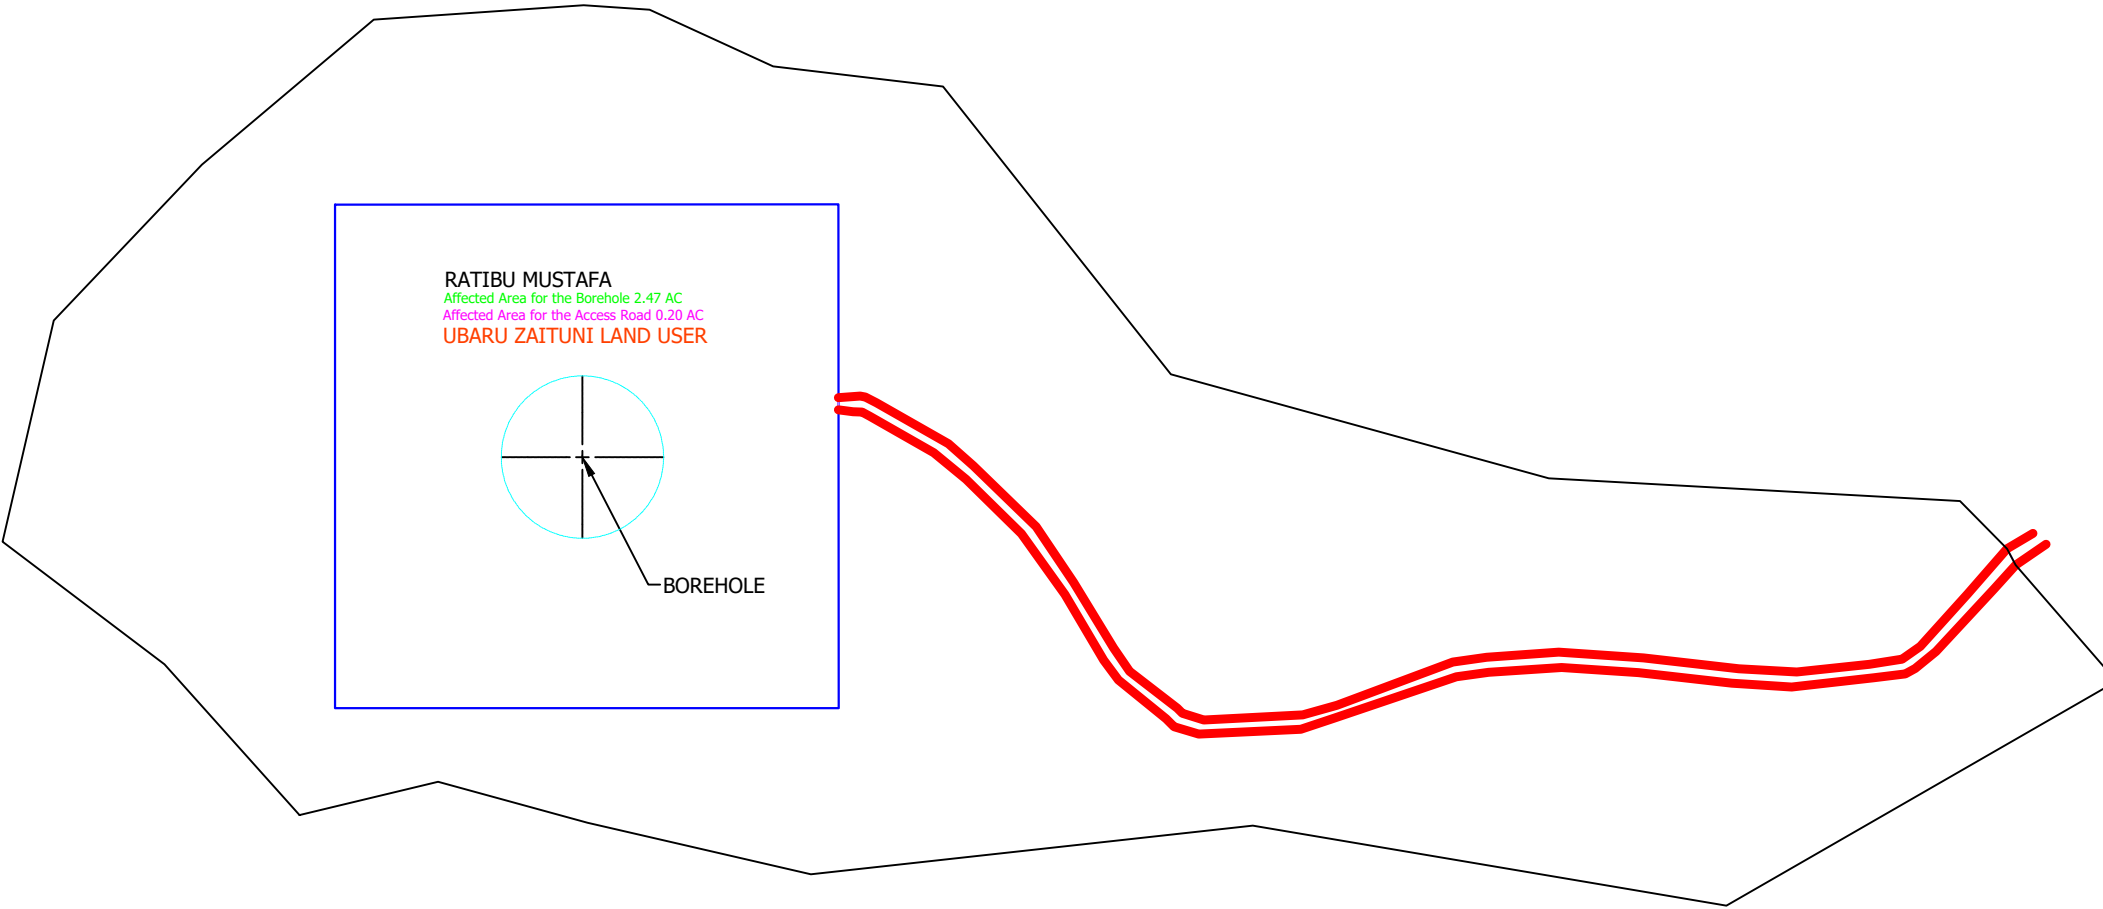 RATIBU MUSTAFA
Affected Area for the Borehole 2.47 AC
Affected Area for the Access Road 0.20 AC
UBARU ZAITUNI LAND USER
BOREHOLE